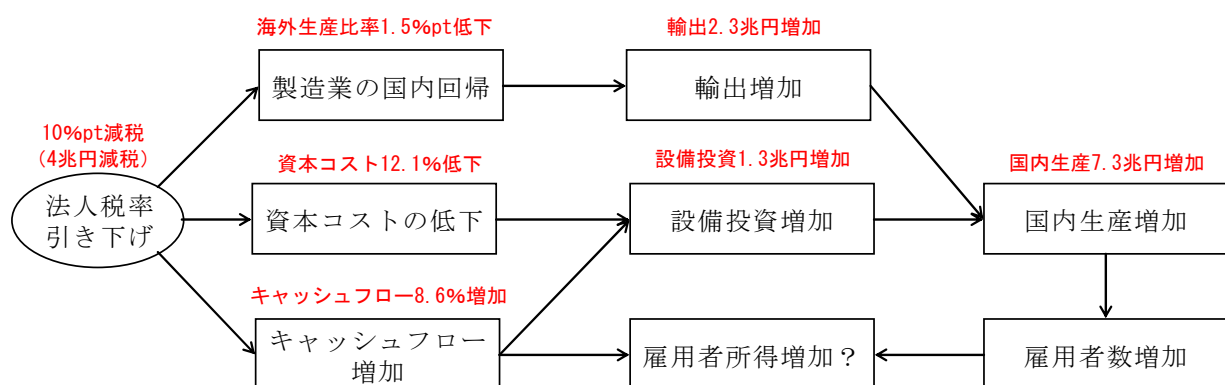 海外生産比率1.5%pt低下
輸出2.3兆円増加
製造業の国内回帰
輸出増加
10%pt減税
(4兆円減税)
資本コスト12.1%低下
設備投資1.3兆円増加
国内生産7.3兆円増加
法人税率
引き下げ
資本コストの低下
設備投資増加
国内生産増加
キャッシュフロー8.6%増加
キャッシュフロー
増加
雇用者所得増加？
雇用者数増加